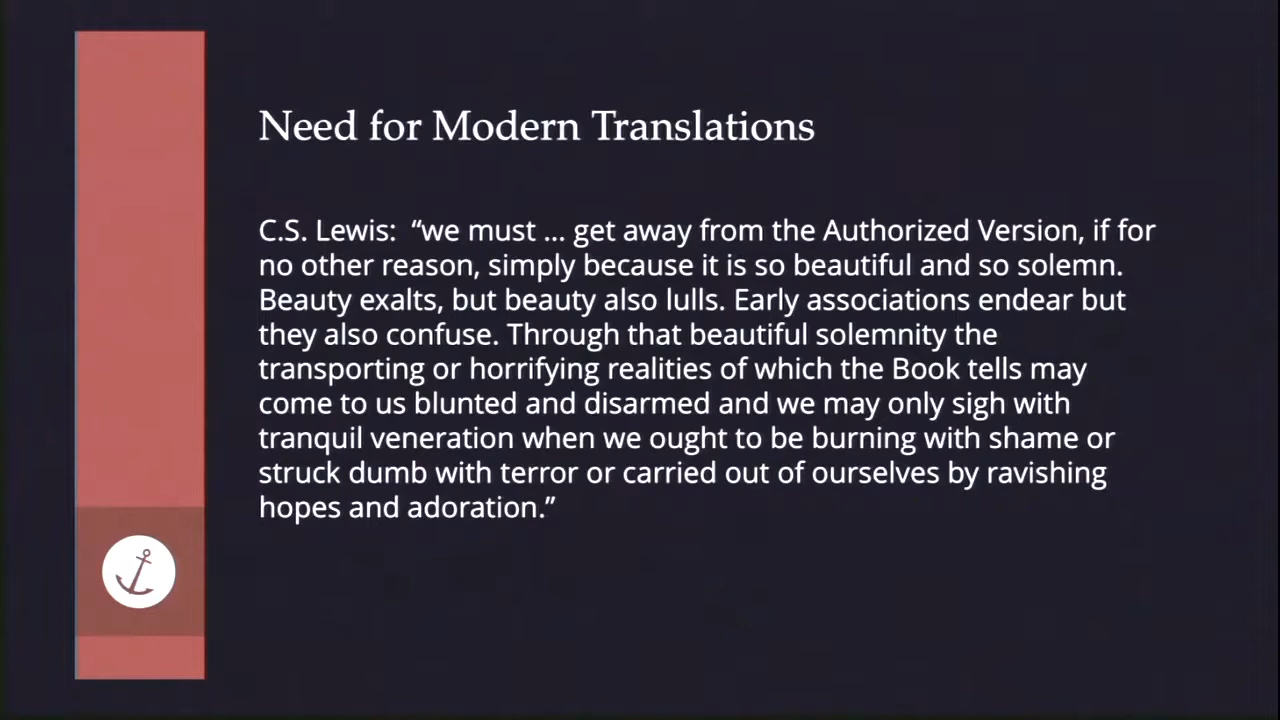 Need for Modern Translations
C.S. Lewis:  “we must ... get away from the Authorized Version, if for
no other reason, simply because it is so beautiful and so solemn.
Beauty exalts, but beauty also lulls. Early associations endear but
they also confuse. Through that beautiful solemnity the
transporting or horrifying realities of which the Book tells may
come to us blunted and disarmed and we may only sigh with
tranquil veneration when we ought to be burning with shame or
struck dumb with terror or carried out of ourselves by ravishing
hopes and adoration.”